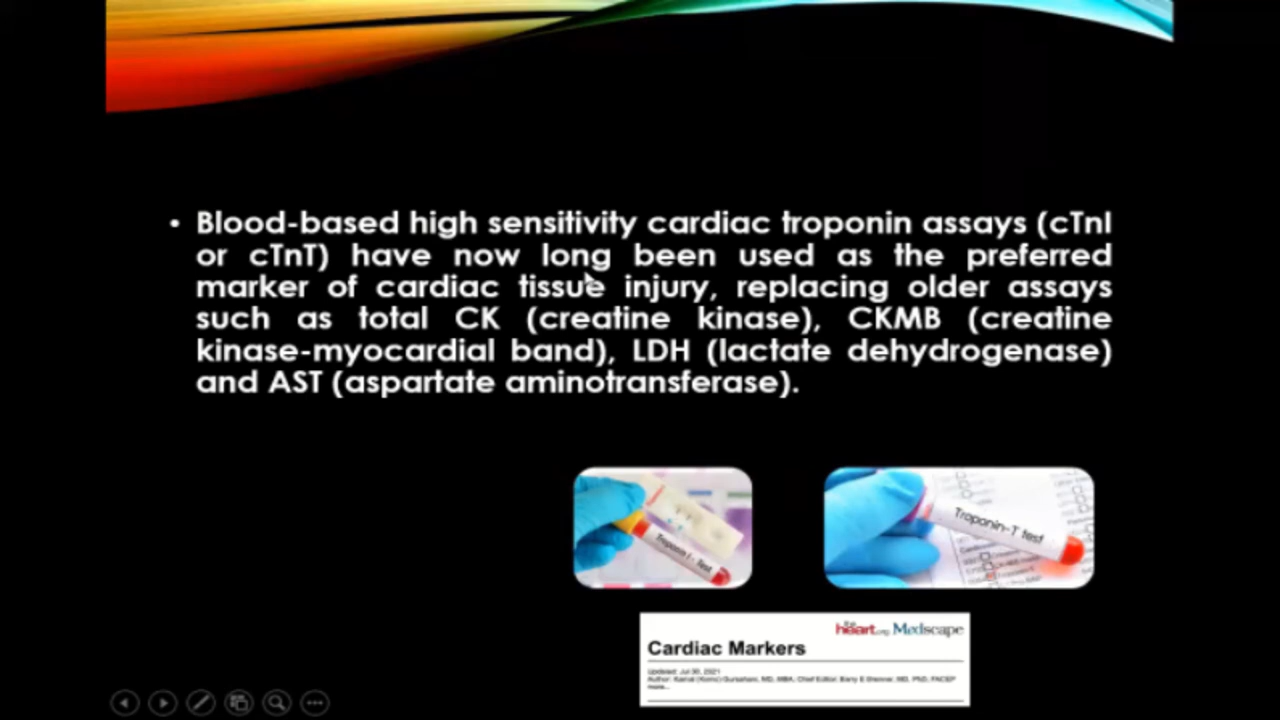 • Blood-based high sensitivity cardiac troponin assays (cTnI
or cTnT) have now long been used as the preferred
marker of cardiac tissue injury, replacing older assays
such as total CK (creatine kinase), CKMB (creatine
kinase-myocardial band), LDH (lactate dehydrogenase)
and AST (aspartate aminotransferase).
Troponin I - Test
Troponin-T test
the
heart.org Medscape
Cardiac Markers
Updated: Jul 30, 2021
Author: Kamal (Komo) Gursahani, MD, MBA; Chief Editor: Barry E Brenner, MD, PhD, FACEP
more...